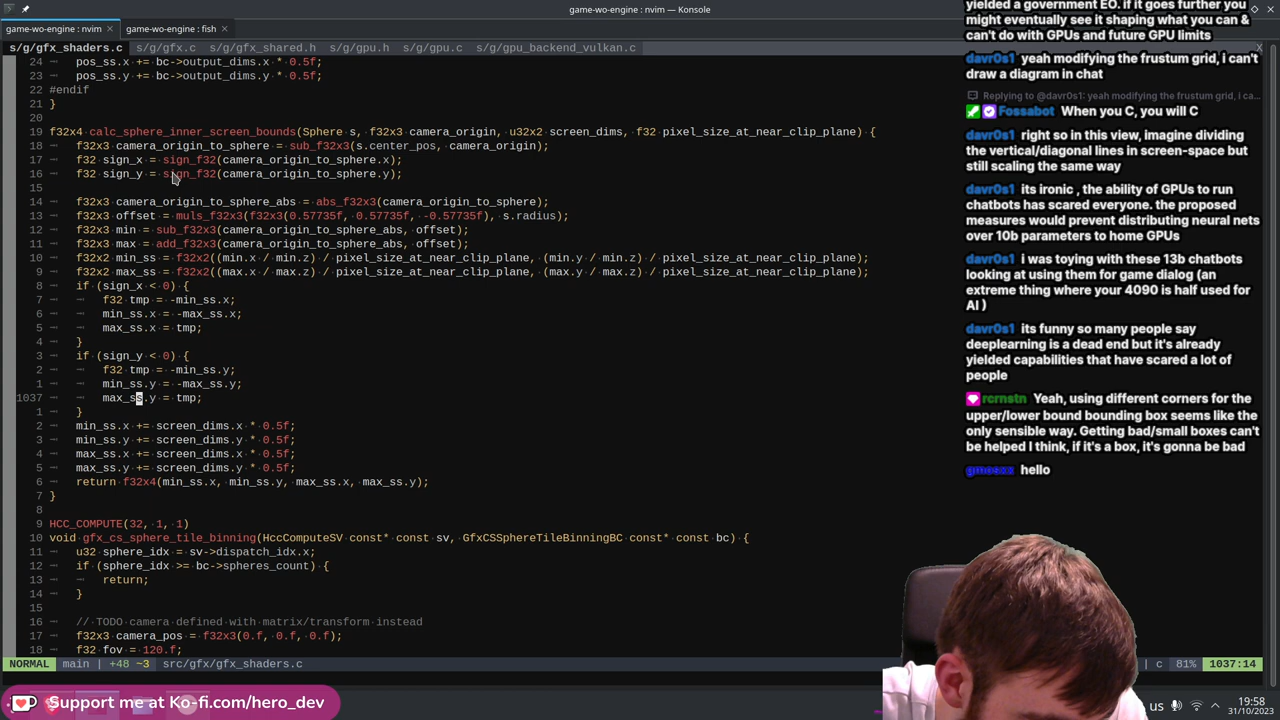 game-wo-engine : nvim — Konsole
game-wo-engine : nvim
game-wo-engine : fish
s/g/gfx_shaders.c s/g/gfx.c s/g/gfx_shared.h s/g/gpu.h s/g/gpu.c s/g/gpu_backend_vulkan.c X
24 pos_ss.x += bc->output_dims.x * 0.5f;
23 pos_ss.y += bc->output_dims.y * 0.5f;
22 #endif
21 }
20
19 f32x4 calc_sphere_inner_screen_bounds(Sphere s, f32x3 camera_origin, u32x2 screen_dims, f32 pixel_size_at_near_clip_plane) {
18 f32x3 camera_origin_to_sphere = sub_f32x3(s.center_pos, camera_origin);
17 f32 sign_x = sign_f32(camera_origin_to_sphere.x);
16 f32 sign_y = sign_f32(camera_origin_to_sphere.y);
15
14 f32x3 camera_origin_to_sphere_abs = abs_f32x3(camera_origin_to_sphere);
13 f32x3 offset = muls_f32x3(f32x3(0.57735f, 0.57735f, -0.57735f), s.radius);
12 f32x3 min = sub_f32x3(camera_origin_to_sphere_abs, offset);
11 f32x3 max = add_f32x3(camera_origin_to_sphere_abs, offset);
10 f32x2 min_ss = f32x2((min.x / min.z) / pixel_size_at_near_clip_plane, (min.y / min.z) / pixel_size_at_near_clip_plane);
9 f32x2 max_ss = f32x2((max.x / max.z) / pixel_size_at_near_clip_plane, (max.y / max.z) / pixel_size_at_near_clip_plane);
8 if (sign_x < 0) {
7 f32 tmp = -min_ss.x;
6 min_ss.x = -max_ss.x;
5 max_ss.x = tmp;
4 }
3 if (sign_y < 0) {
2 f32 tmp = -min_ss.y;
1 min_ss.y = -max_ss.y;
1037 max_ss.y = tmp;
1 }
2 min_ss.x += screen_dims.x * 0.5f;
3 min_ss.y += screen_dims.y * 0.5f;
4 max_ss.x += screen_dims.x * 0.5f;
5 max_ss.y += screen_dims.y * 0.5f;
6 return f32x4(min_ss.x, min_ss.y, max_ss.x, max_ss.y);
7 }
8
9 HCC_COMPUTE(32, 1, 1)
10 void gfx_cs_sphere_tile_binning(HccComputeSV const* const sv, GfxCSSphereTileBinningBC const* const bc) {
11 u32 sphere_idx = sv->dispatch_idx.x;
12 if (sphere_idx >= bc->spheres_count) {
13 return;
14 }
15
16 // TODO camera defined with matrix/transform instead
17 f32x3 camera_pos = f32x3(0.f, 0.f, 0.f);
18 f32 fov = 120.f;
NORMAL main | +48 ~3 src/gfx/gfx_shaders.c | c 81% 1037:14
yielded a government EO. if it goes further you
might eventually see it shaping what you can &
can't do with GPUs and future GPU limits
davr0s1 yeah modifying the frustum grid, i can't
draw a diagram in chat
Replying to @davr0s1: yeah modifying the frustum grid, i ca...
Fossabot When you C, you will C
davr0s1 right so in this view, imagine dividing
the vertical/diagonal lines in screen-space but
still scaling the same way
davr0s1 its ironic , the ability of GPUs to run
chatbots has scared everyone. the proposed
measures would prevent distributing neural nets
over 10b parameters to home GPUs
davr0s1 i was toying with these 13b chatbots
looking at using them for game dialog (an
extreme thing where your 4090 is half used for
AI )
davr0s1 its funny so many people say
deeplearning is a dead end but it's already
yielded capabilities that have scared a lot of
people
rcrnstn Yeah, using different corners for the
upper/lower bound bounding box seems like the
only sensible way. Getting bad/small boxes can't
be helped I think, if it's a box, it's gonna be bad
hello
Support me at Ko-fi.com/hero_dev
us
19:58
31/10/2023